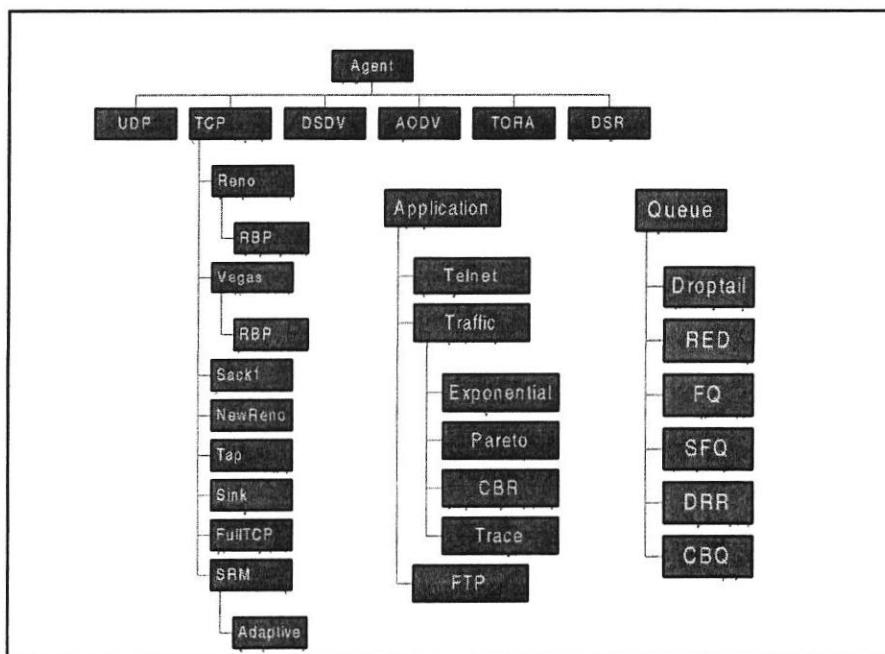 Agent
UDP TCP DSDV AODV TORA DSR
Reno
RBP
Vegas
RBP
Sack1
NewReno
Tap
Sink
FullTCP
SRM
Adaptive
Application
Telnet
Traffic
Exponential
Pareto
CBR
Trace
FTP
Queue
Droptail
RED
FQ
SFQ
DRR
CBQ